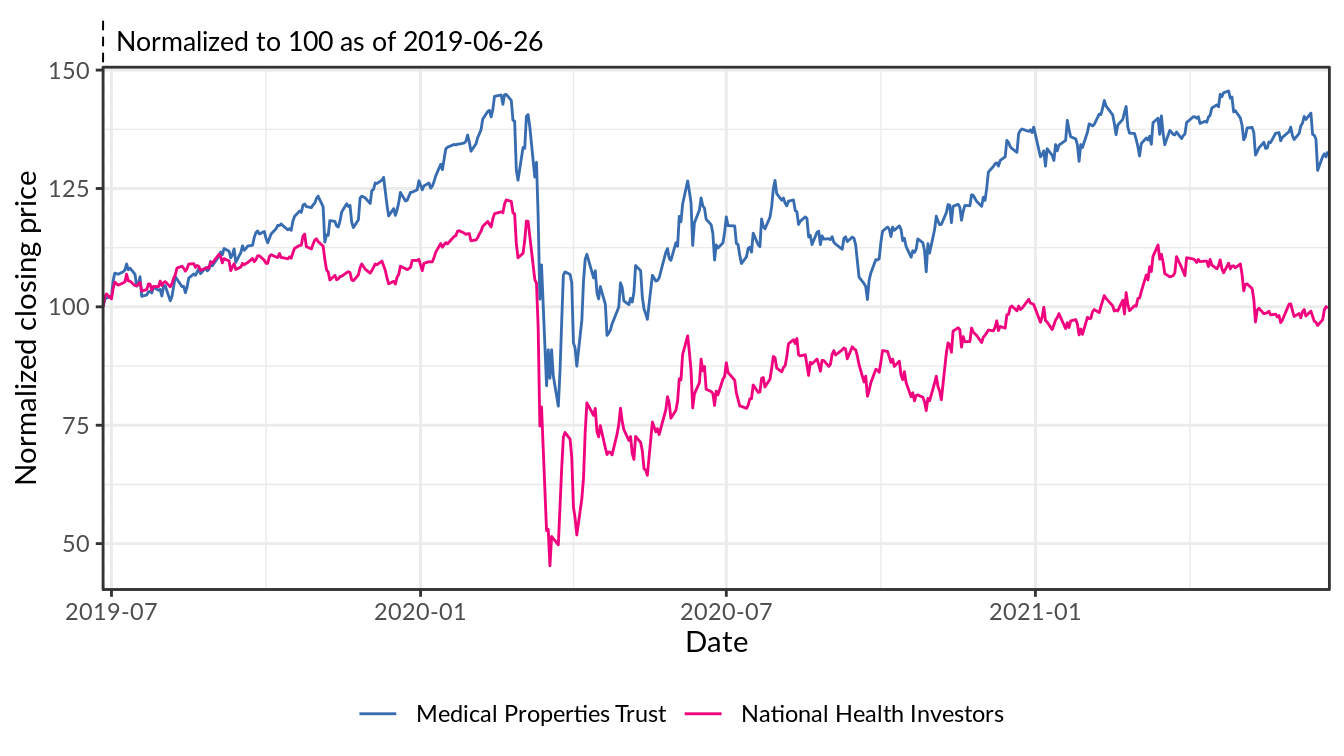 Normalized to 100 as of 2019-06-26
150
125
100
75
50
Normalized closing price
2019-07 2020-01 2020-07 2021-01
Date
Medical Properties Trust National Health Investors